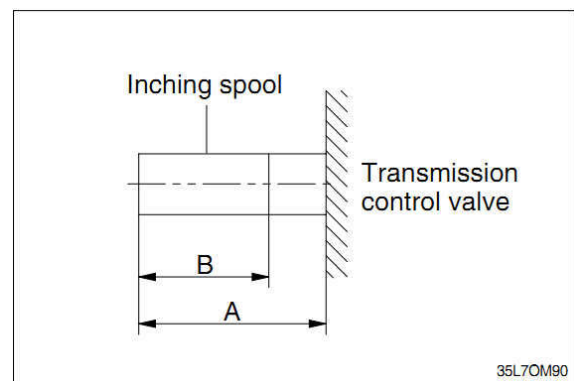 Inching spool
Transmission
control valve
B
A
35L7OM90